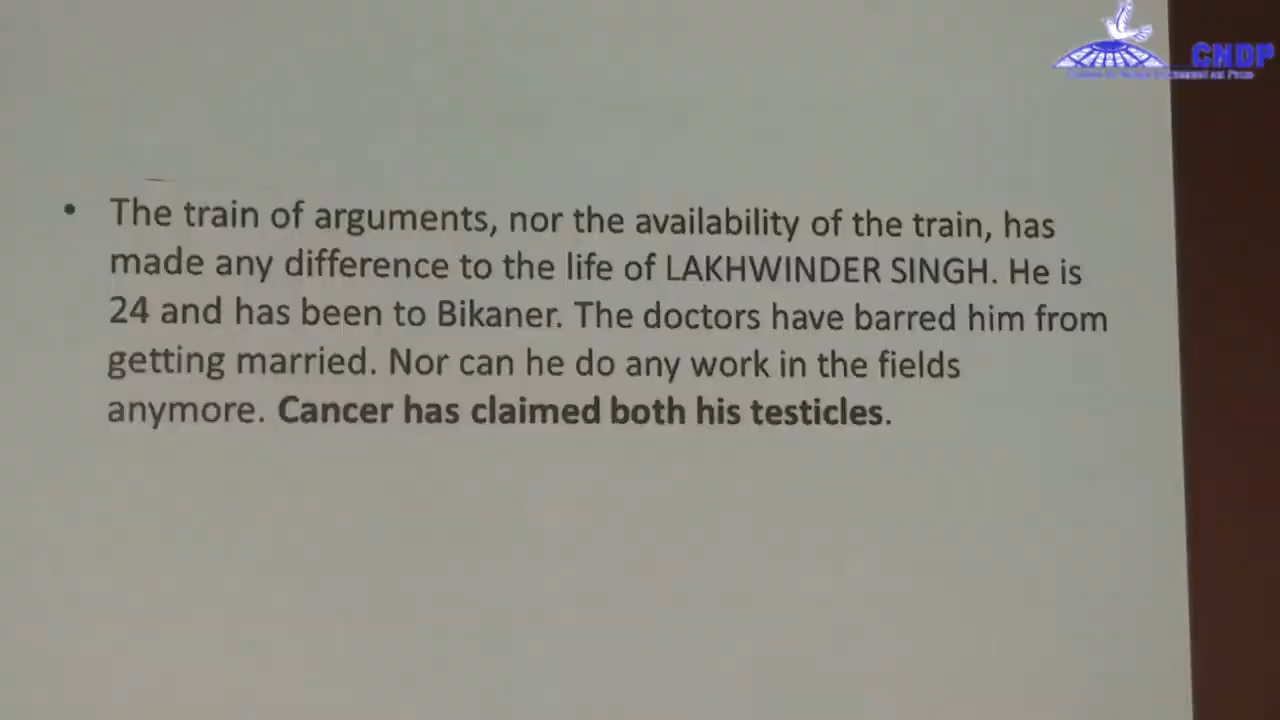 CNDP
• The train of arguments, nor the availability of the train, has
made any difference to the life of LAKHWINDER SINGH. He is
24 and has been to Bikaner. The doctors have barred him from
getting married. Nor can he do any work in the fields
anymore. Cancer has claimed both his testicles.